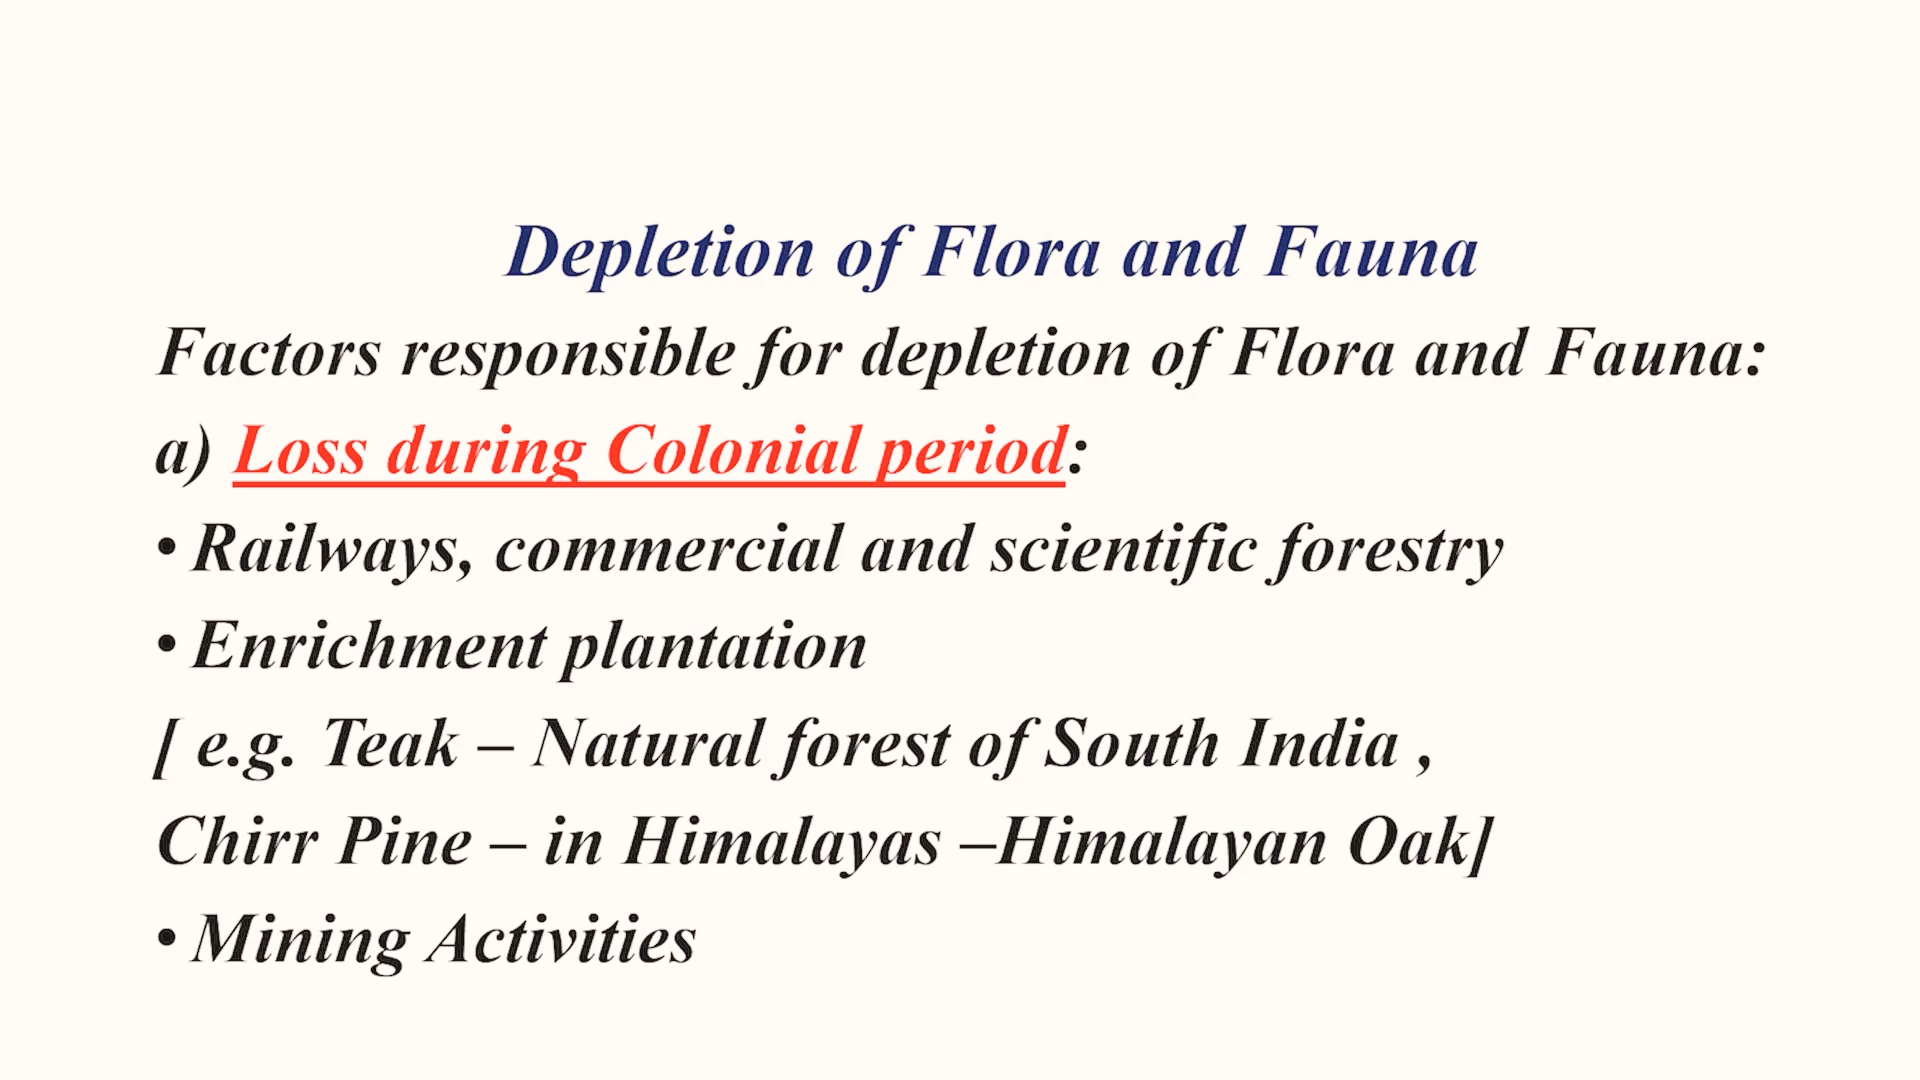 Depletion of Flora and Fauna
Factors responsible for depletion of Flora and Fauna:
a) Loss during Colonial period:
• Railways, commercial and scientific forestry
• Enrichment plantation
[ e.g. Teak – Natural forest of South India ,
Chirr Pine – in Himalayas –Himalayan Oak]
• Mining Activities